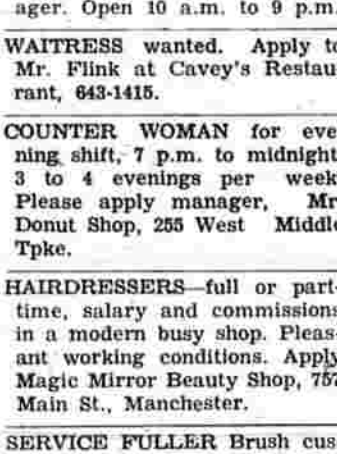 ager. Open 10 a.m. to 9 p.m.
WAITRESS wanted. Apply to
Mr. Flink at Cavey's Restau
rant, 643-1415.
COUNTER WOMAN for eve
ning shift, 7 p.m. to midnight
3 to 4 evenings per week
Please apply manager, Mr
Donut Shop, 255 West Middle
Tpke.
HAIRDRESSERS—full or part-
time, salary and commissions
in a modern busy shop. Pleas-
ant working conditions. Apply
Magic Mirror Beauty Shop, 757
Main St., Manchester.
SERVICE FULLER Brush cus